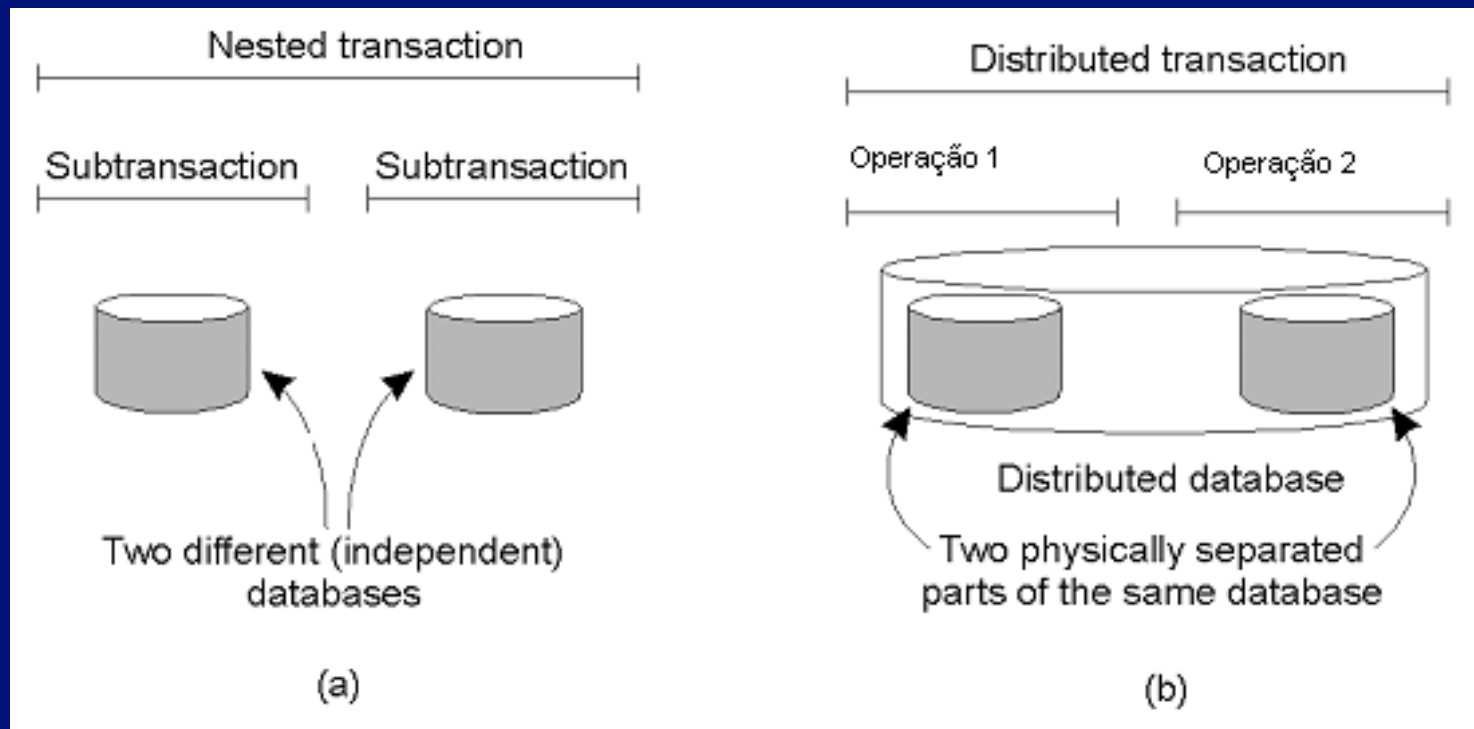 Nested transaction
Subtransaction
Subtransaction
Two different (independent)
databases
(a)
Distributed transaction
Operação 1
Operação 2
Distributed database
Two physically separated
parts of the same database
(b)